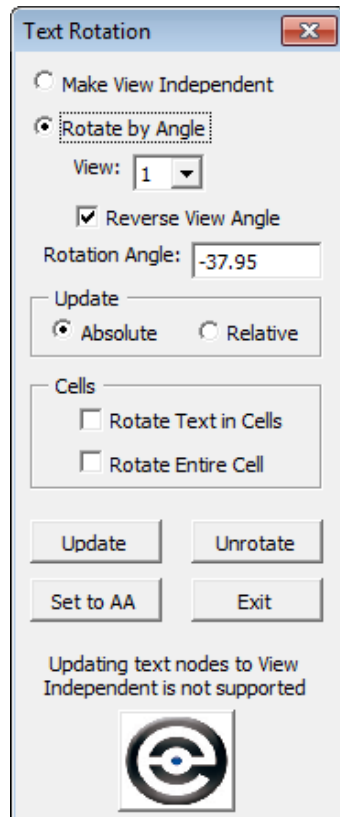 Text Rotation
Make View Independent
Rotate by Angle
View: 1
Reverse View Angle
Rotation Angle: -37.95
Update
Absolute Relative
Cells
Rotate Text in Cells
Rotate Entire Cell
Update Unrotate
Set to AA Exit
Updating text nodes to View
Independent is not supported